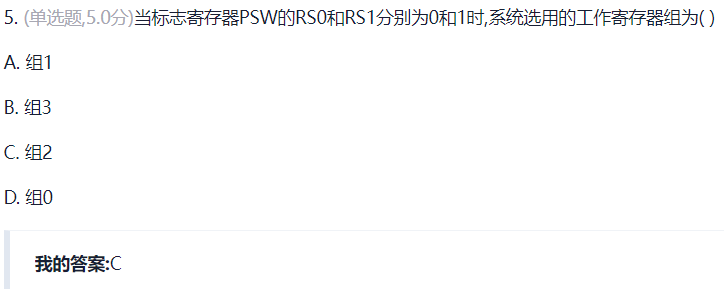 5. (单选题,5.0分)当标志寄存器PSW的RS0和RS1分别为0和1时,系统选用的工作寄存器组为( )
A. 组1
B. 组3
C. 组2
D. 组0
我的答案:C